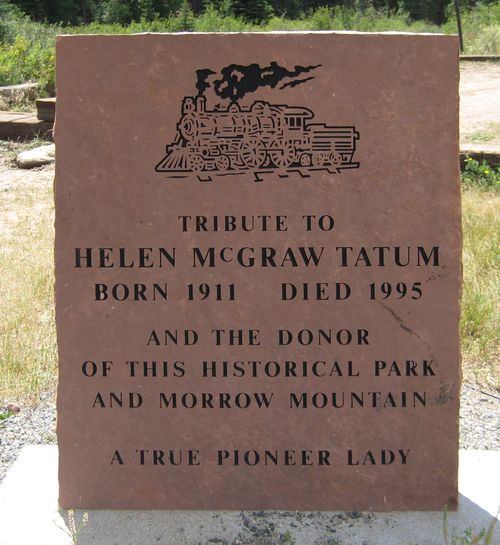 TRIBUTE TO
HELEN McGRAW TATUM
BORN 1911 DIED 1995
AND THE DONOR
OF THIS HISTORICAL PARK
AND MORROW MOUNTAIN
A TRUE PIONEER LADY